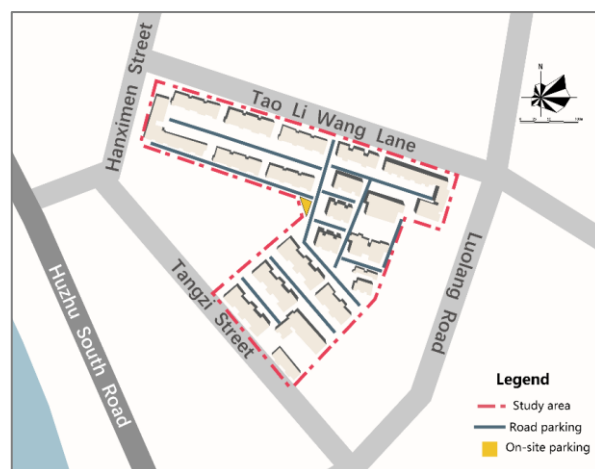 Hanximen Street
Tao Li Wang Lane
Huzhu South Road
Tangzi Street
Luolang Road
N
Legend
Study area
Road parking
On-site parking